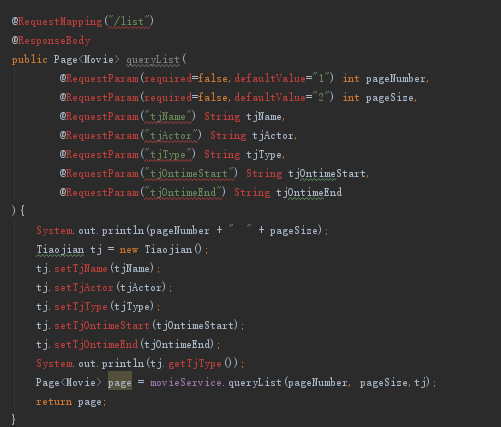 @RequestMapping("/list")
@ResponseBody
public Page<Movie> queryList(
@RequestParam(required=false,defaultValue="1") int pageNumber,
@RequestParam(required=false,defaultValue="2") int pageSize,
@RequestParam("tjName") String tjName,
@RequestParam("tjActor") String tjActor,
@RequestParam("tjType") String tjType,
@RequestParam("tjOntimeStart") String tjOntimeStart,
@RequestParam("tjOntimeEnd") String tjOntimeEnd
){
System.out.println(pageNumber + "  " + pageSize);
Tiaojian tj = new Tiaojian();
tj.setTjName(tjName);
tj.setTjActor(tjActor);
tj.setTjType(tjType);
tj.setTjOntimeStart(tjOntimeStart);
tj.setTjOntimeEnd(tjOntimeEnd);
System.out.println(tj.getTjType());
Page<Movie> page = movieService.queryList(pageNumber, pageSize,tj);
return page;
}